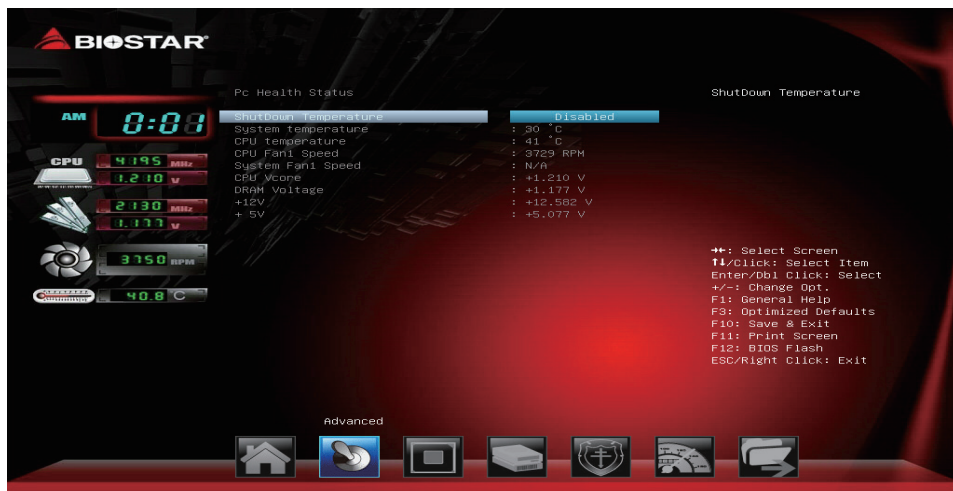 BIOSTAR
Pc Health Status
ShutDown Temperature
AM 0:01
ShutDown Temperature Disabled
System temperature : 30 °C
CPU temperature : 41 °C
CPU Fan1 Speed : 3729 RPM
System Fan1 Speed : N/A
CPU Vcore : +1.210 V
DRAM Voltage : +1.177 V
+12V : +12.582 V
+ 5V : +5.077 V
CPU 4195 MHz
1.210 V
2130 MHz
1.177 V
3750 RPM
40.8 C
→←: Select Screen
↑↓/Click: Select Item
Enter/Dbl Click: Select
+/-: Change Opt.
F1: General Help
F3: Optimized Defaults
F10: Save & Exit
F11: Print Screen
F12: BIOS Flash
ESC/Right Click: Exit
Advanced